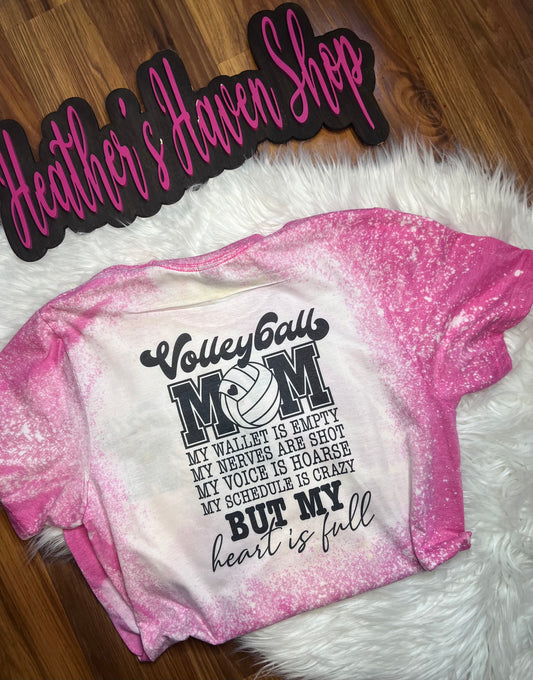 Heather's Haven Shop
Volleyball
MOM
MY WALLET IS EMPTY
MY NERVES ARE SHOT
MY VOICE IS HOARSE
MY SCHEDULE IS CRAZY
BUT MY
heart is full